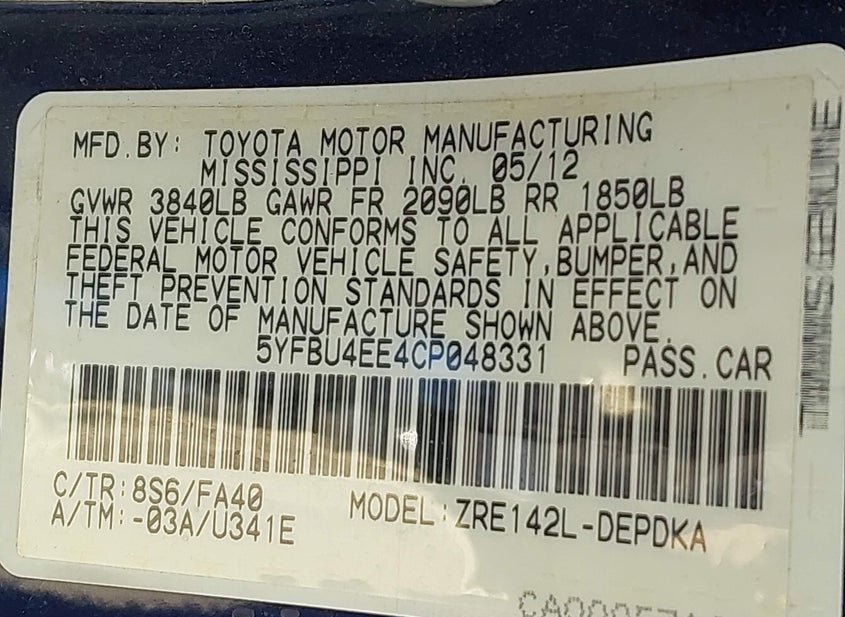 MFD.BY: TOYOTA MOTOR MANUFACTURING
MISSISSIPPI INC. 05/12
GVWR 3840LB GAWR FR 2090LB RR 1850LB
THIS VEHICLE CONFORMS TO ALL APPLICABLE
FEDERAL MOTOR VEHICLE SAFETY,BUMPER,AND
THEFT PREVENTION STANDARDS IN EFFECT ON
THE DATE OF MANUFACTURE SHOWN ABOVE.
5YFBU4EE4CP048331 PASS.CAR
C/TR:8S6/FA40
A/TM:-03A/U341E
MODEL:ZRE142L-DEPDKA